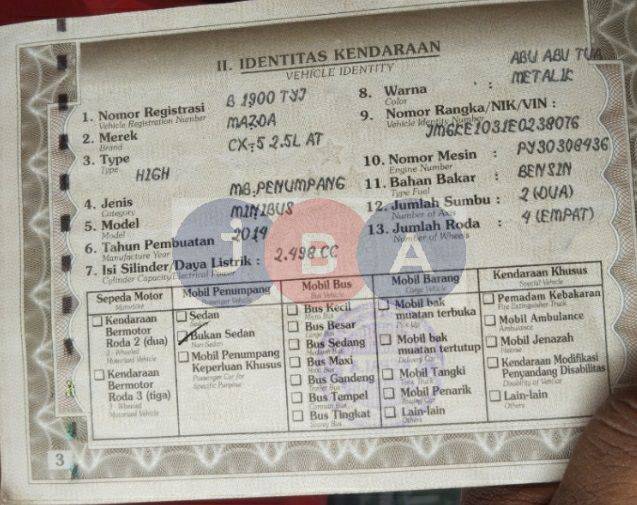 II. IDENTITAS KENDARAAN
VEHICLE IDENTITY
1. Nomor Registrasi B 1900 TYJ
Vehicle Registration Number
2. Merek MAZDA
Brand
3. Type CX-5 2.5L AT
Type
HIGH
4. Jenis MB. PENUMPANG
Category
5. Model MINIBUS
Model
6. Tahun Pembuatan 2014
Manufacture Year
7. Isi Silinder/Daya Listrik : 2.498 CC
Cylinder Capacity/Electrical Power
ABU ABU TUA
8. Warna : METALIK
Color
9. Nomor Rangka/NIK/VIN :
Vehicle Identity Number
JM6KE1031E0238076
10. Nomor Mesin : PY30308936
Engine Number
11. Bahan Bakar : BENSIN
Type Fuel
12. Jumlah Sumbu : 2 (DUA)
Number of Axis
13. Jumlah Roda : 4 (EMPAT)
Number of Wheels
JBA
Sepeda Motor
Motorcycle
Kendaraan
Bermotor
Roda 2 (dua)
2 - Wheeled
Motorized Vehicle
Kendaraan
Bermotor
Roda 3 (tiga)
3 - Wheeled
Motorized Vehicle
Mobil Penumpang
Passenger Vehicle
Sedan
Bukan Sedan
Non Sedan
Mobil Penumpang
Keperluan Khusus
Passenger Car for
Specific Purpose
Mobil Bus
Bus Vehicle
Bus Kecil
Bus Besar
Bus Sedang
Bus Maxi
Bus Gandeng
Bus Tempel
Bus Tingkat
Mobil Barang
Mobil bak
muatan terbuka
Mobil bak
muatan tertutup
Mobil Tangki
Mobil Penarik
Lain-lain
Others
Kendaraan Khusus
Special Vehicle
Pemadam Kebakaran
Fire Extinguisher Truck
Mobil Ambulance
Ambulance
Mobil Jenazah
Hearse
Kendaraan Modifikasi
Penyandang Disabilitas
Disability of Vehicle
Lain-lain
Others
3